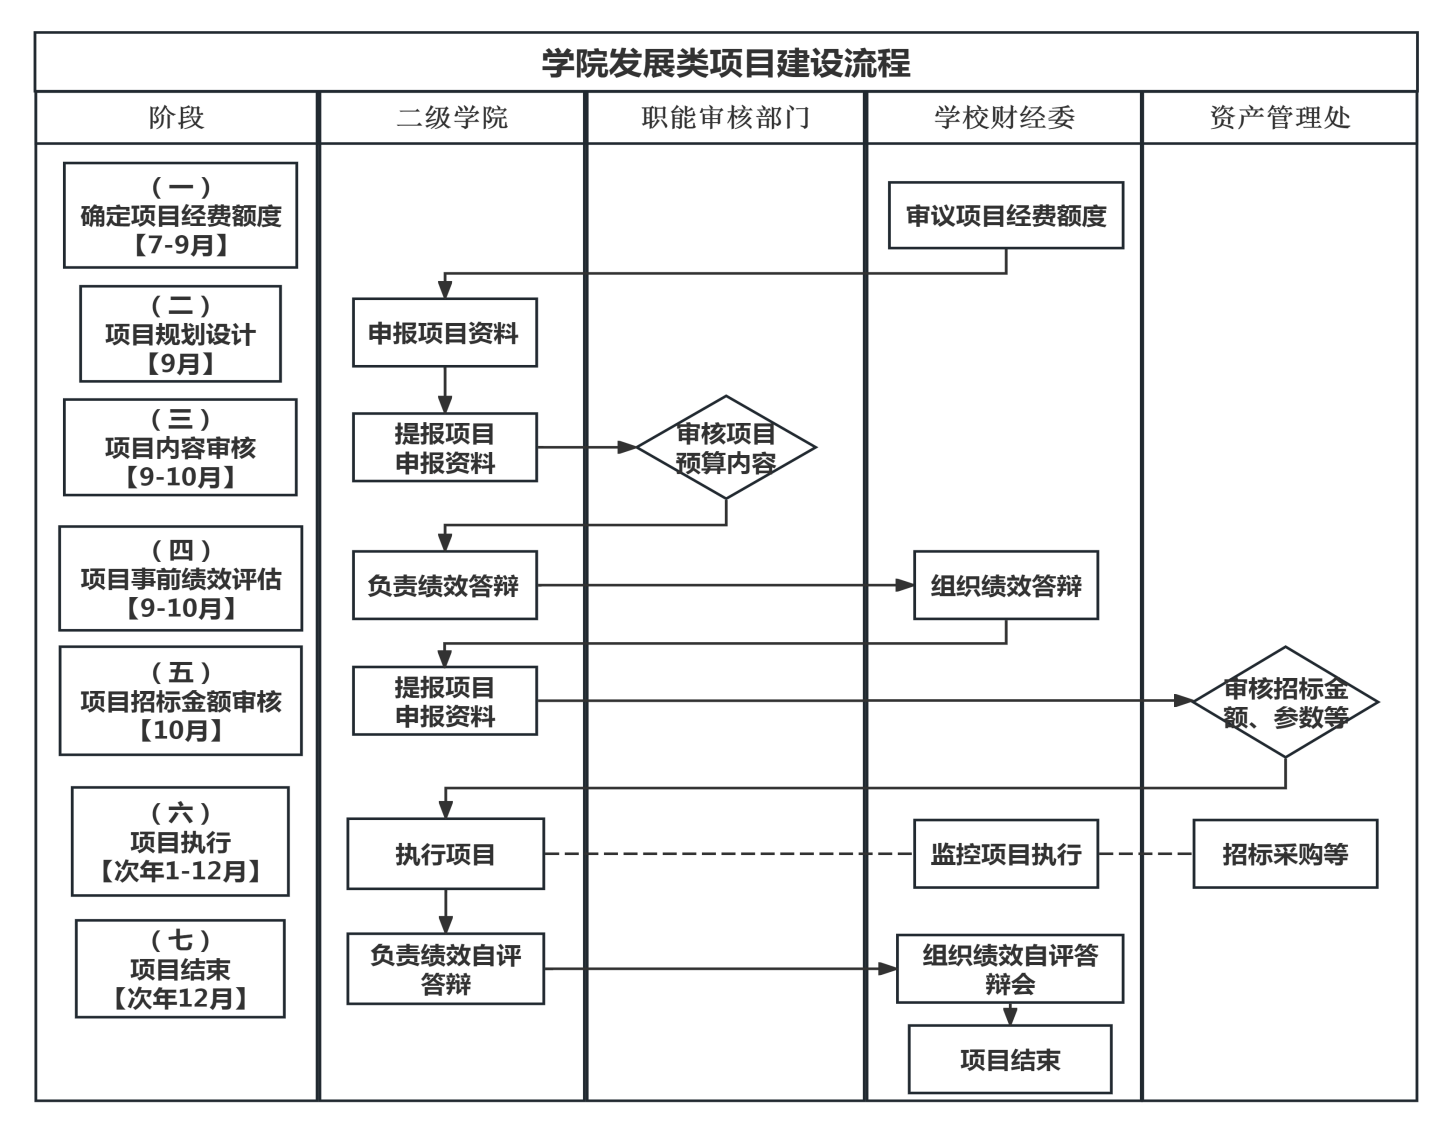 学院发展类项目建设流程
阶段
二级学院
职能审核部门
学校财经委
资产管理处
（一）
确定项目经费额度
【7-9月】
审议项目经费额度
（二）
项目规划设计
【9月】
申报项目资料
（三）
项目内容审核
【9-10月】
提报项目
申报资料
审核项目
预算内容
（四）
项目事前绩效评估
【9-10月】
负责绩效答辩
组织绩效答辩
（五）
项目招标金额审核
【10月】
提报项目
申报资料
审核招标金
额、参数等
（六）
项目执行
【次年1-12月】
执行项目
监控项目执行
招标采购等
（七）
项目结束
【次年12月】
负责绩效自评
答辩
组织绩效自评答
辩会
项目结束